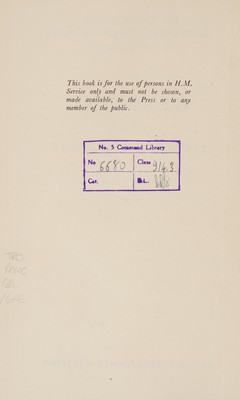 This book is for the use of persons in H.M.
Service only and must not be shown, or
made available, to the Press or to any
member of the public.
No. 5 Command Library
No 6680 Class 914.3
Cat. B.L.